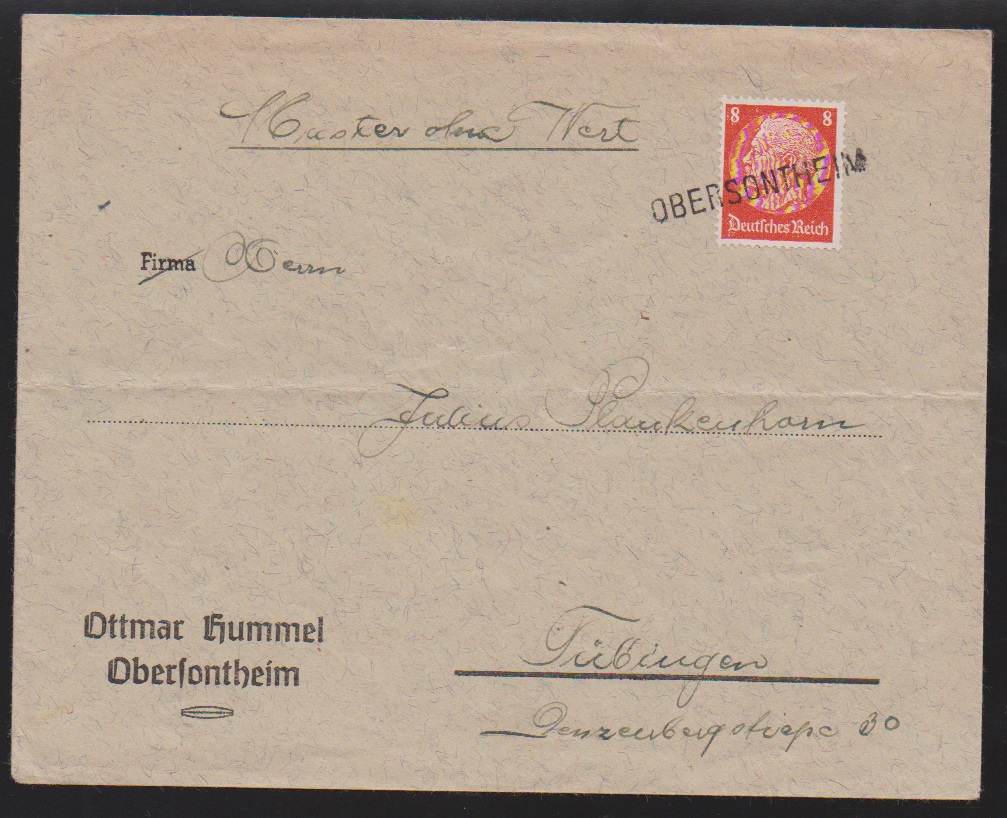 Muster ohne Wert
8 8
OBERSONTHEIM
Deutsches Reich
Firma Herrn
Julius Plankenhorn
Ottmar Hummel
Obersontheim
Tübingen
Denzenbergstraße 30